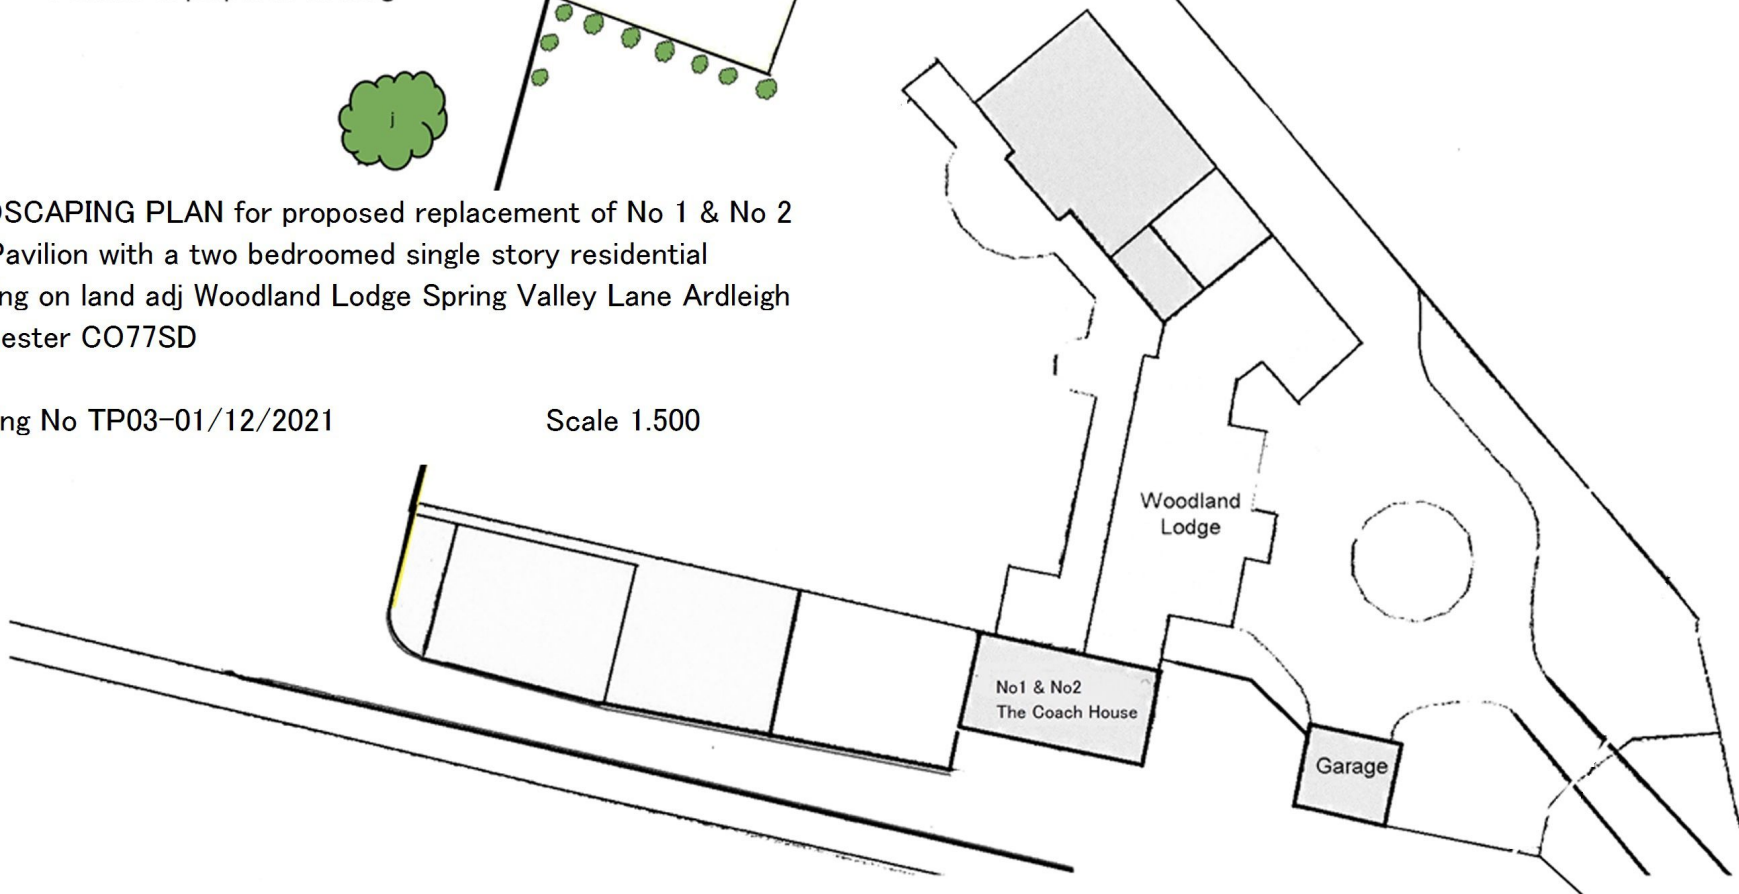 j
SCAPING PLAN for proposed replacement of No 1 & No 2
Pavilion with a two bedroomed single story residential
ng on land adj Woodland Lodge Spring Valley Lane Ardleigh
ester CO77SD
ng No TP03-01/12/2021 Scale 1.500
Woodland
Lodge
No1 & No2
The Coach House
Garage